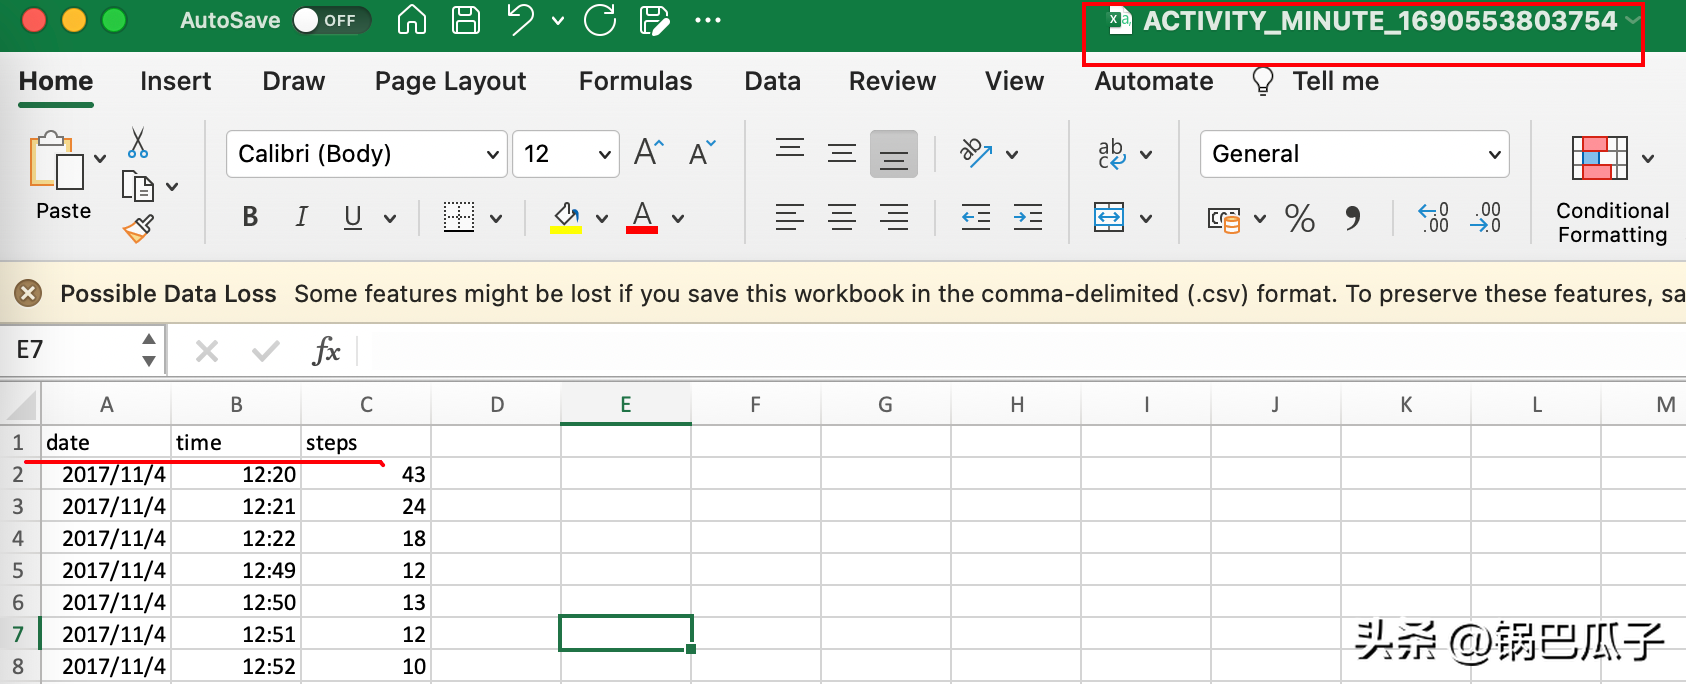 AutoSave OFF ACTIVITY_MINUTE_1690553803754
Home Insert Draw Page Layout Formulas Data Review View Automate Tell me
Paste Calibri (Body) 12 General Conditional Formatting
B I U A
Possible Data Loss Some features might be lost if you save this workbook in the comma-delimited (.csv) format. To preserve these features, sa
E7 fx
A B C D E F G H I J K L M
1 date time steps
2 2017/11/4 12:20 43
3 2017/11/4 12:21 24
4 2017/11/4 12:22 18
5 2017/11/4 12:49 12
6 2017/11/4 12:50 13
7 2017/11/4 12:51 12
8 2017/11/4 12:52 10
头条 @锅巴瓜子